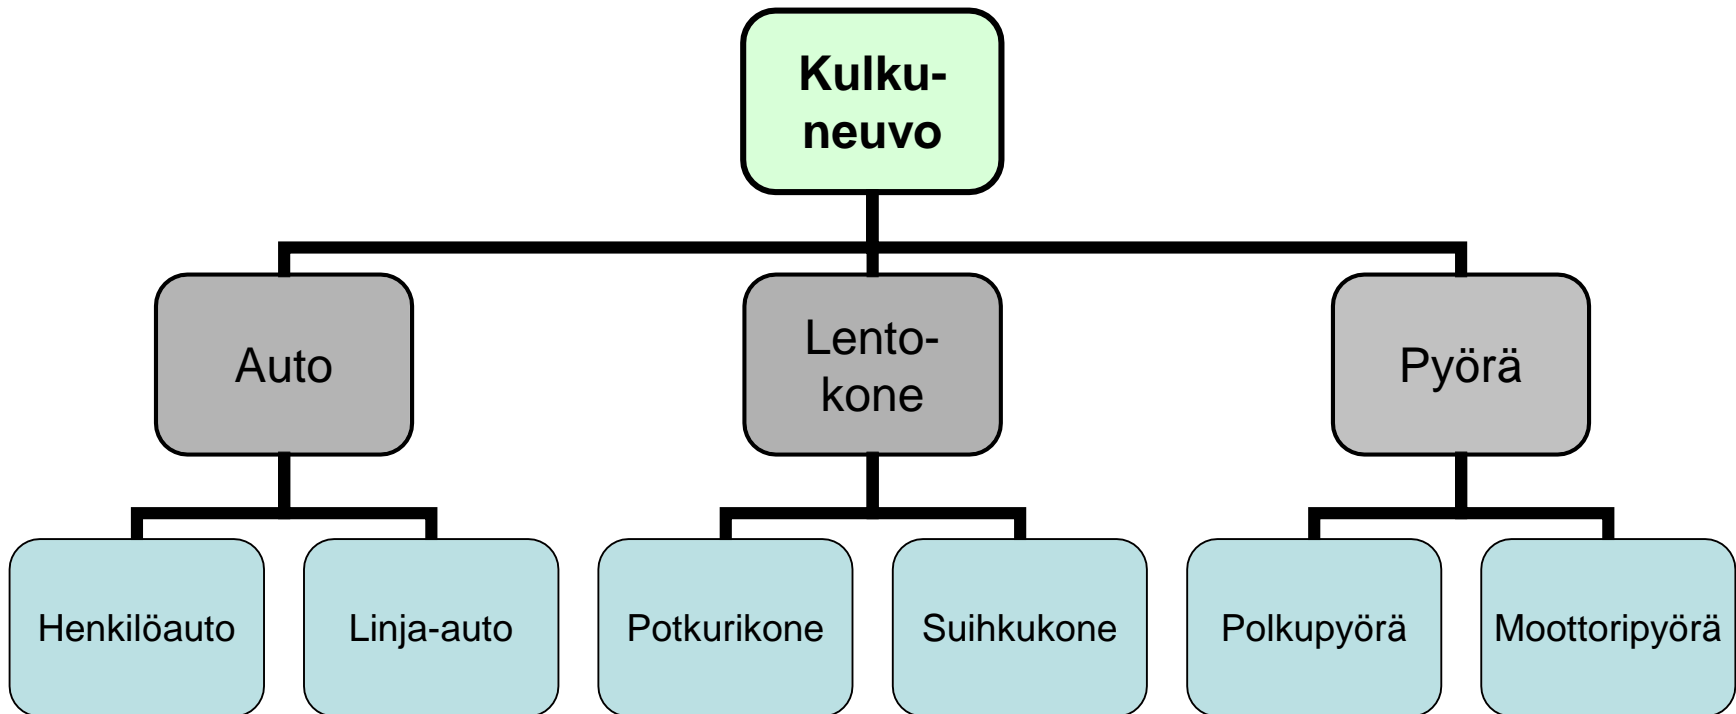 Kulku-
neuvo
Auto
Lento-
kone
Pyörä
Henkilöauto
Linja-auto
Potkurikone
Suihkukone
Polkupyörä
Moottoripyörä